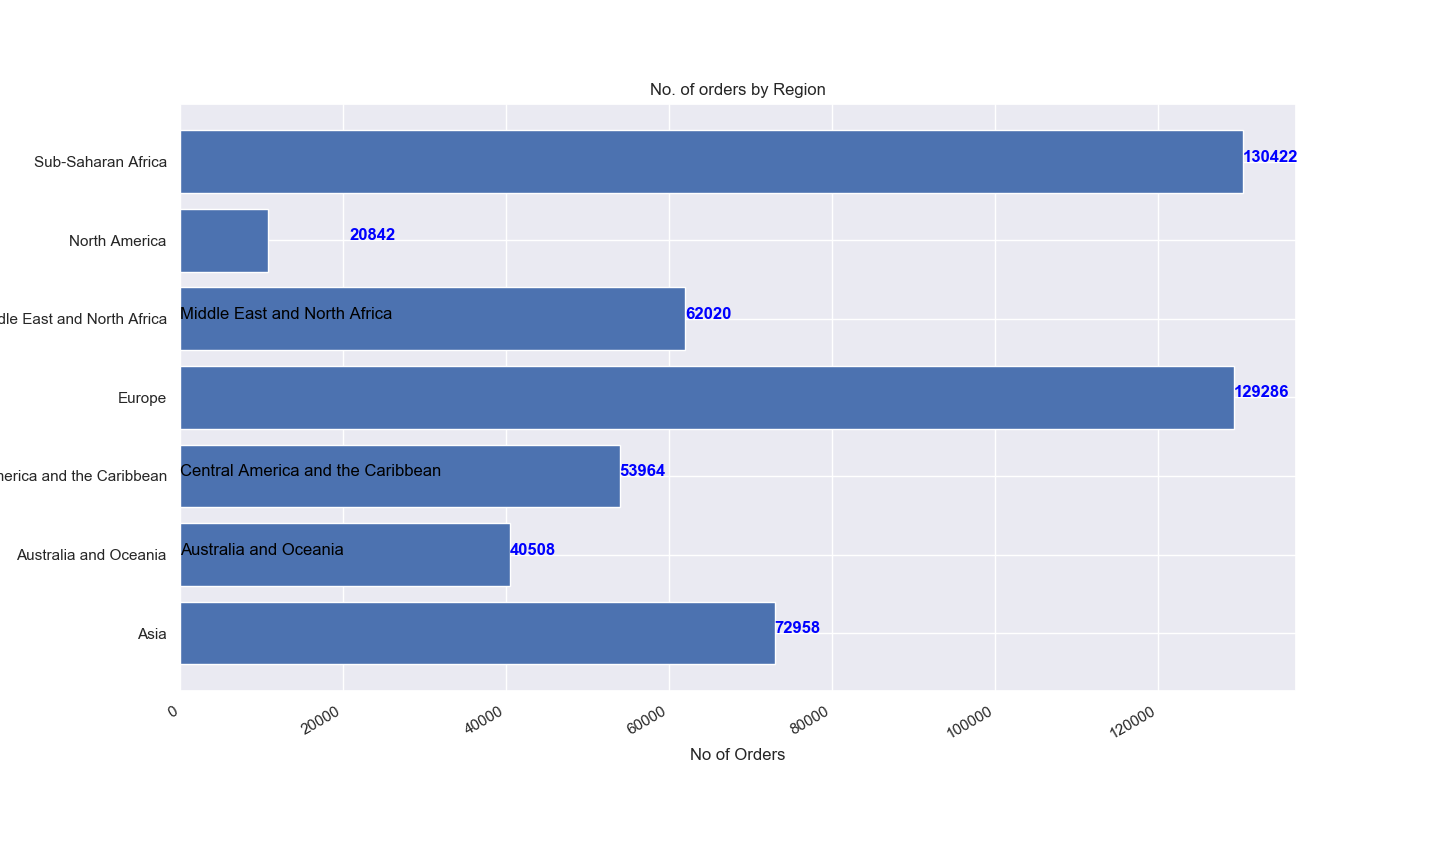 No. of orders by Region
Sub-Saharan Africa
130422
North America
20842
dle East and North Africa
Middle East and North Africa
62020
Europe
129286
nerica and the Caribbean
Central America and the Caribbean
53964
Australia and Oceania
Australia and Oceania
40508
Asia
72958
0
20000
40000
60000
80000
100000
120000
No of Orders